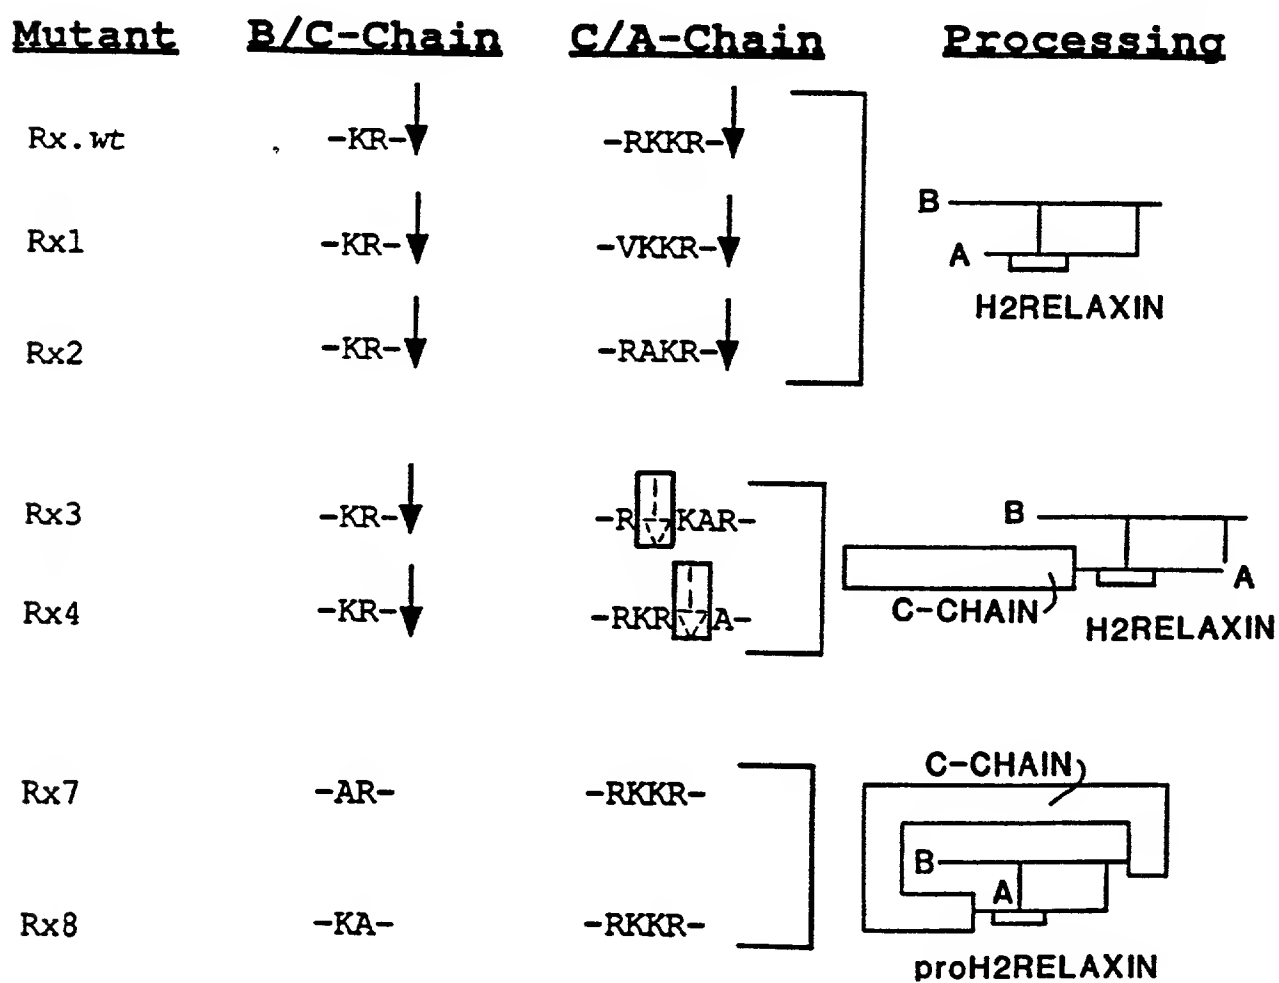 Mutant B/C-Chain C/A-Chain Processing
Rx.wt -KR- -RKKR-
Rx1 -KR- -VKKR-
B
A
H2RELAXIN
Rx2 -KR- -RAKR-
Rx3 -KR- -R KAR-
B
A
C-CHAIN
H2RELAXIN
Rx4 -KR- -RKR A-
C-CHAIN
Rx7 -AR- -RKKR-
B
A
Rx8 -KA- -RKKR-
proH2RELAXIN